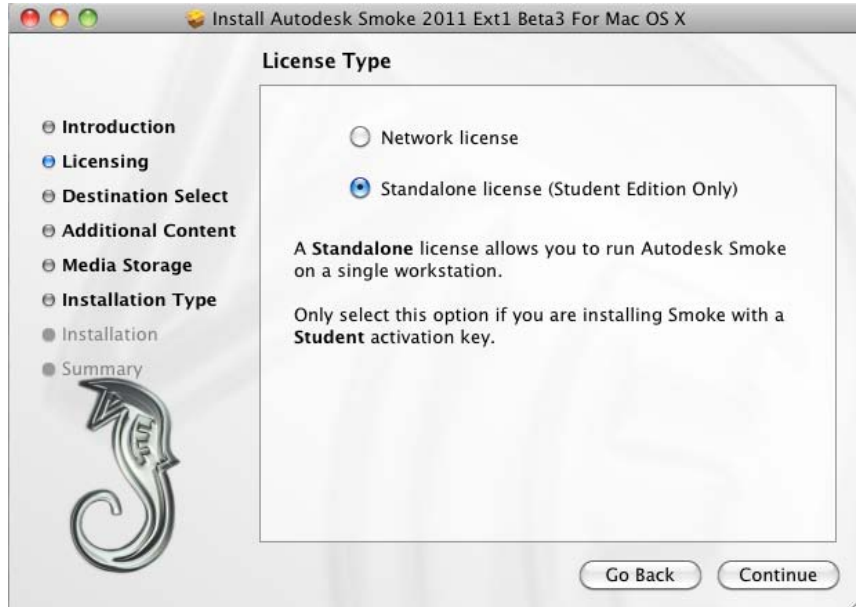 Install Autodesk Smoke 2011 Ext1 Beta3 For Mac OS X
License Type
Introduction
Licensing
Destination Select
Additional Content
Media Storage
Installation Type
Installation
Summary
Network license
Standalone license (Student Edition Only)
A Standalone license allows you to run Autodesk Smoke
on a single workstation.
Only select this option if you are installing Smoke with a
Student activation key.
Go Back
Continue